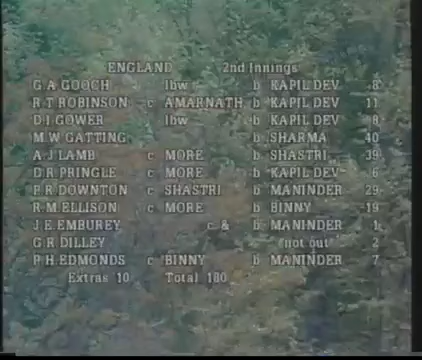 ENGLAND 2nd Innings
G.A.GOOCH lbw b KAPIL DEV 8
R.T.ROBINSON c AMARNATH b KAPIL DEV 11
D.I.GOWER lbw b KAPIL DEV 8
M.W.GATTING b SHARMA 40
A.J.LAMB c MORE b SHASTRI 39
D.R.PRINGLE c MORE b KAPIL DEV 6
P.R.DOWNTON c SHASTRI b MANINDER 29
R.M.ELLISON c MORE b BINNY 19
J.E.EMBUREY c & b MANINDER 1
G.R.DILLEY not out 2
P.H.EDMONDS c BINNY b MANINDER 7
Extras 10 Total 180